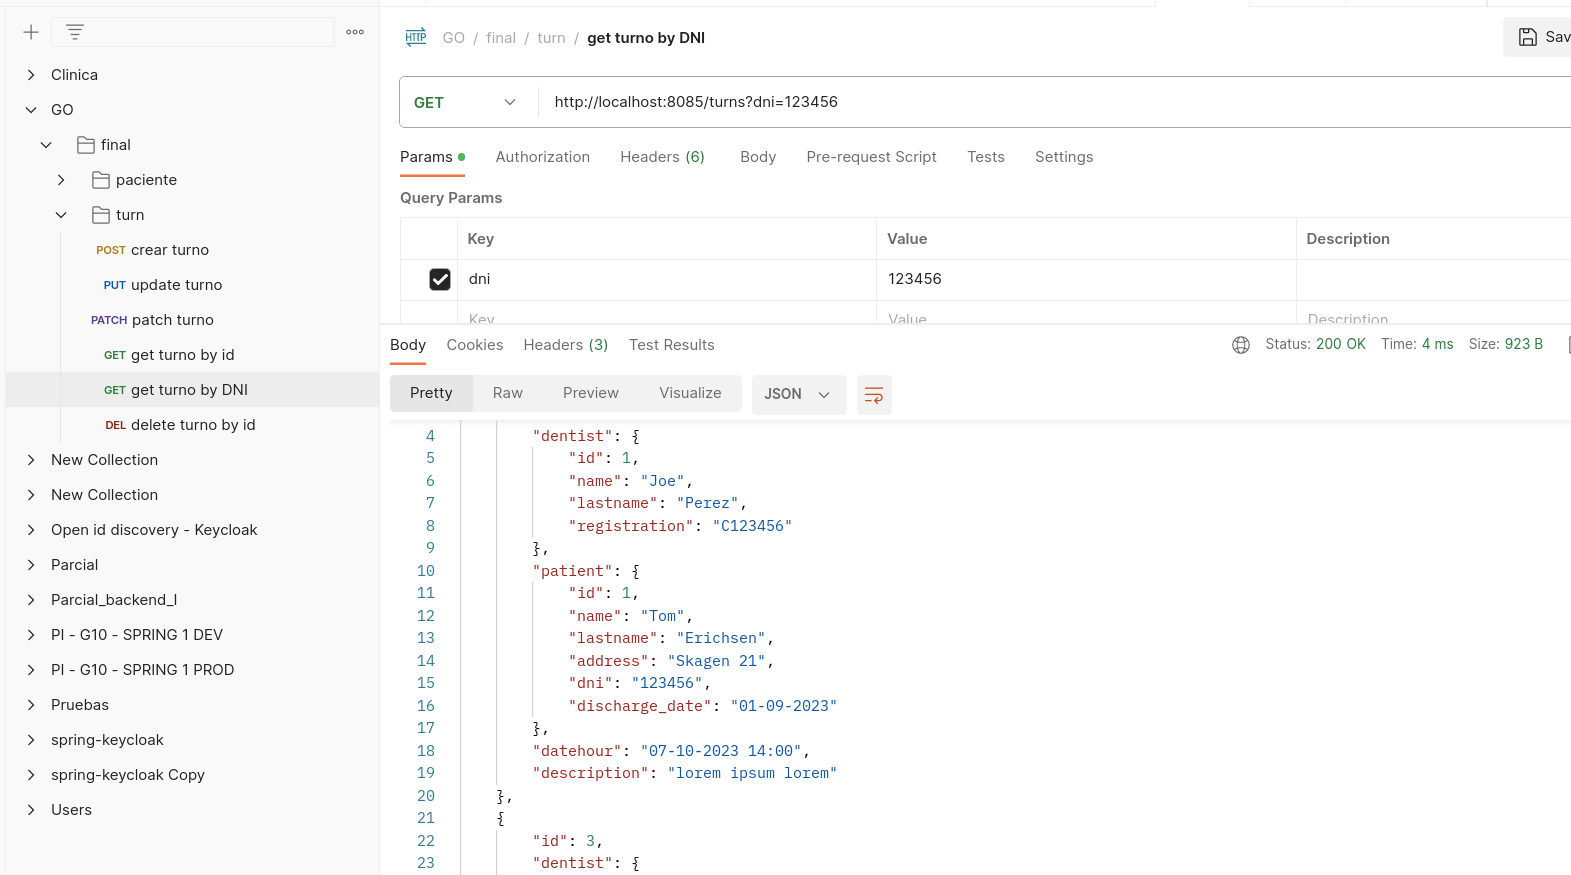 Clinica
GO
final
paciente
turn
POST crear turno
PUT update turno
PATCH patch turno
GET get turno by id
GET get turno by DNI
DEL delete turno by id
New Collection
New Collection
Open id discovery - Keycloak
Parcial
Parcial_backend_I
PI - G10 - SPRING 1 DEV
PI - G10 - SPRING 1 PROD
Pruebas
spring-keycloak
spring-keycloak Copy
Users
HTTP GO / final / turn / get turno by DNI
Sav
GET http://localhost:8085/turns?dni=123456
Params Authorization Headers (6) Body Pre-request Script Tests Settings
Query Params
Key Value Description
dni 123456
Key Value Description
Body Cookies Headers (3) Test Results Status: 200 OK Time: 4 ms Size: 923 B
Pretty Raw Preview Visualize JSON
4 "dentist": {
5 "id": 1,
6 "name": "Joe",
7 "lastname": "Perez",
8 "registration": "C123456"
9 },
10 "patient": {
11 "id": 1,
12 "name": "Tom",
13 "lastname": "Erichsen",
14 "address": "Skagen 21",
15 "dni": "123456",
16 "discharge_date": "01-09-2023"
17 },
18 "datehour": "07-10-2023 14:00",
19 "description": "lorem ipsum lorem"
20 },
21 {
22 "id": 3,
23 "dentist": {